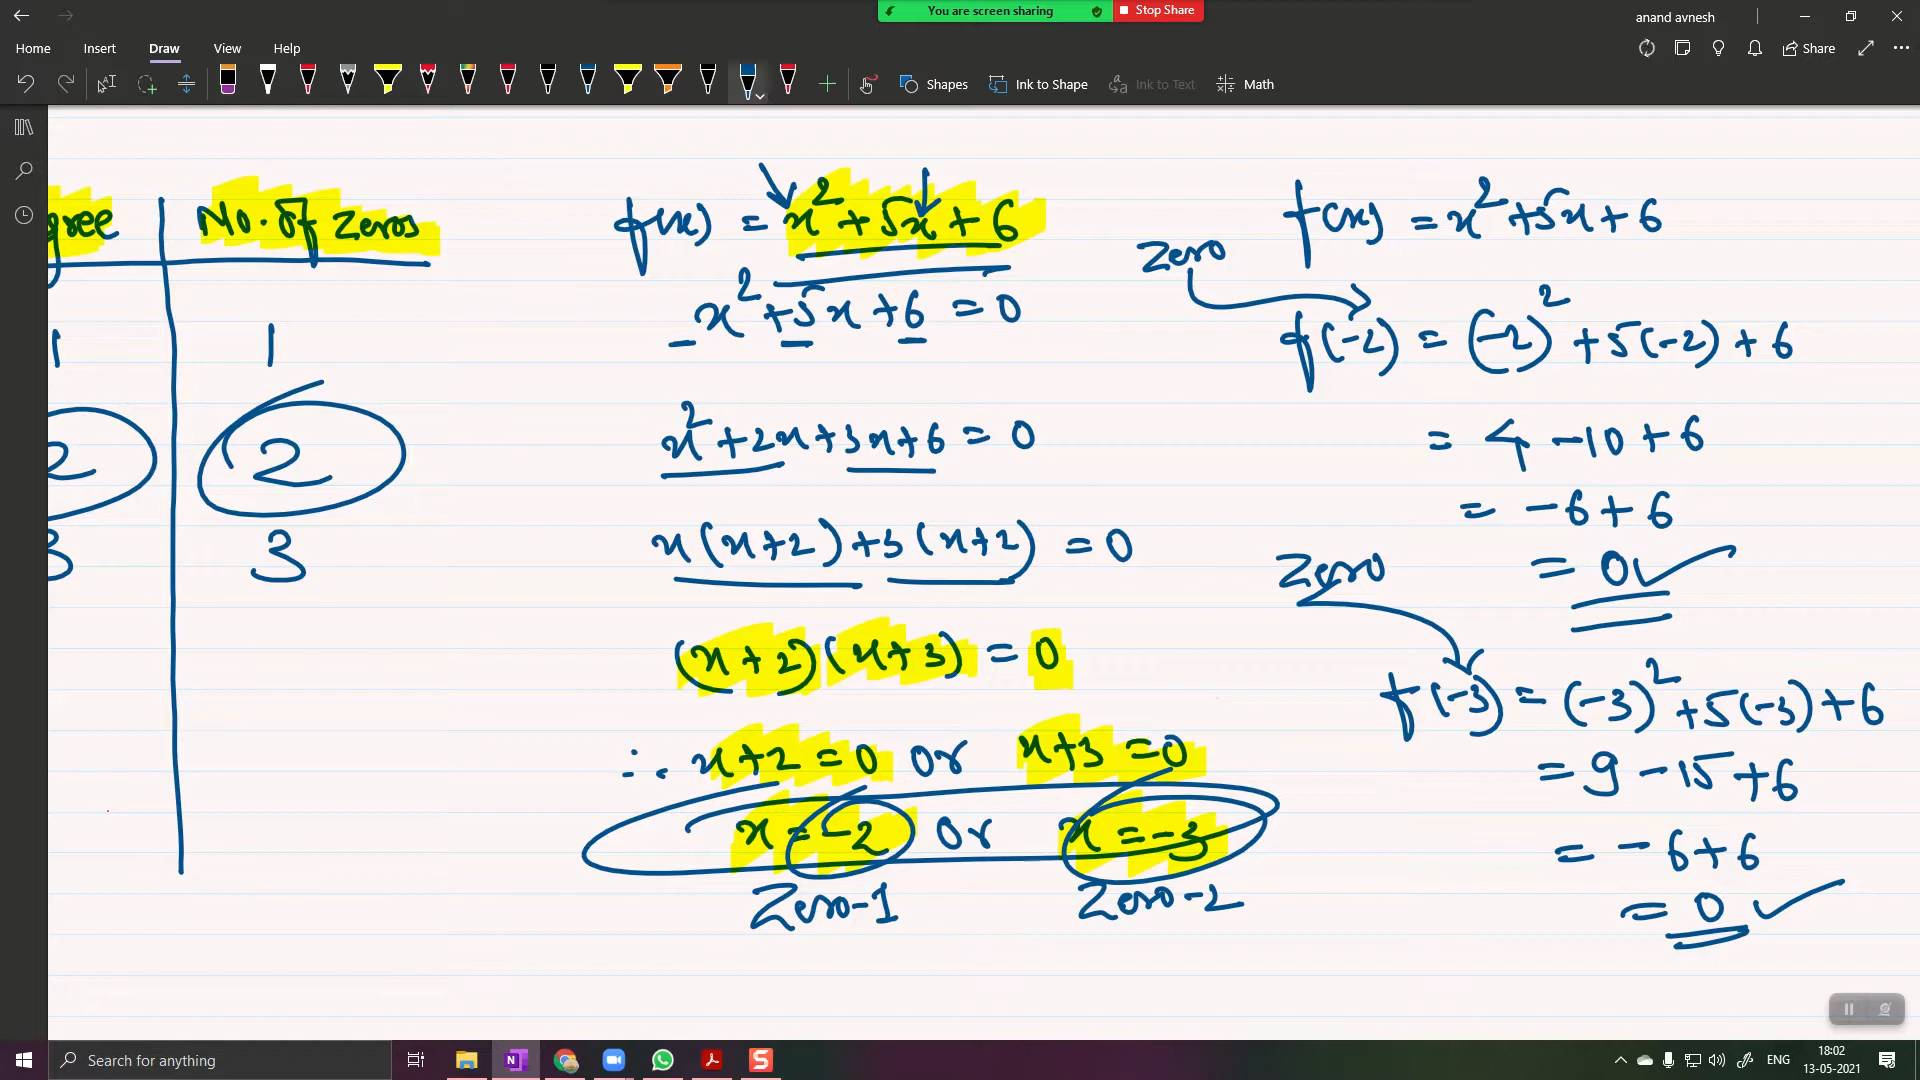 You are screen sharing
Stop Share
anand avnesh
Home Insert Draw View Help
Share
Shapes Ink to Shape Ink to Text Math
gree No. of Zeros
1 1
2 2
3 3
f(x) = x² + 5x + 6
x² + 5x + 6 = 0
x² + 2x + 3x + 6 = 0
x(x+2) + 3(x+2) = 0
(x+2)(x+3) = 0
∴ x+2 = 0 or x+3 = 0
x = -2 or x = -3
Zero-1 Zero-2
f(x) = x² + 5x + 6
Zero
f(-2) = (-2)² + 5(-2) + 6
= 4 - 10 + 6
= -6 + 6
= 0 ✓
Zero
f(-3) = (-3)² + 5(-3) + 6
= 9 - 15 + 6
= -6 + 6
= 0 ✓
Search for anything
ENG
18:02
13-05-2021